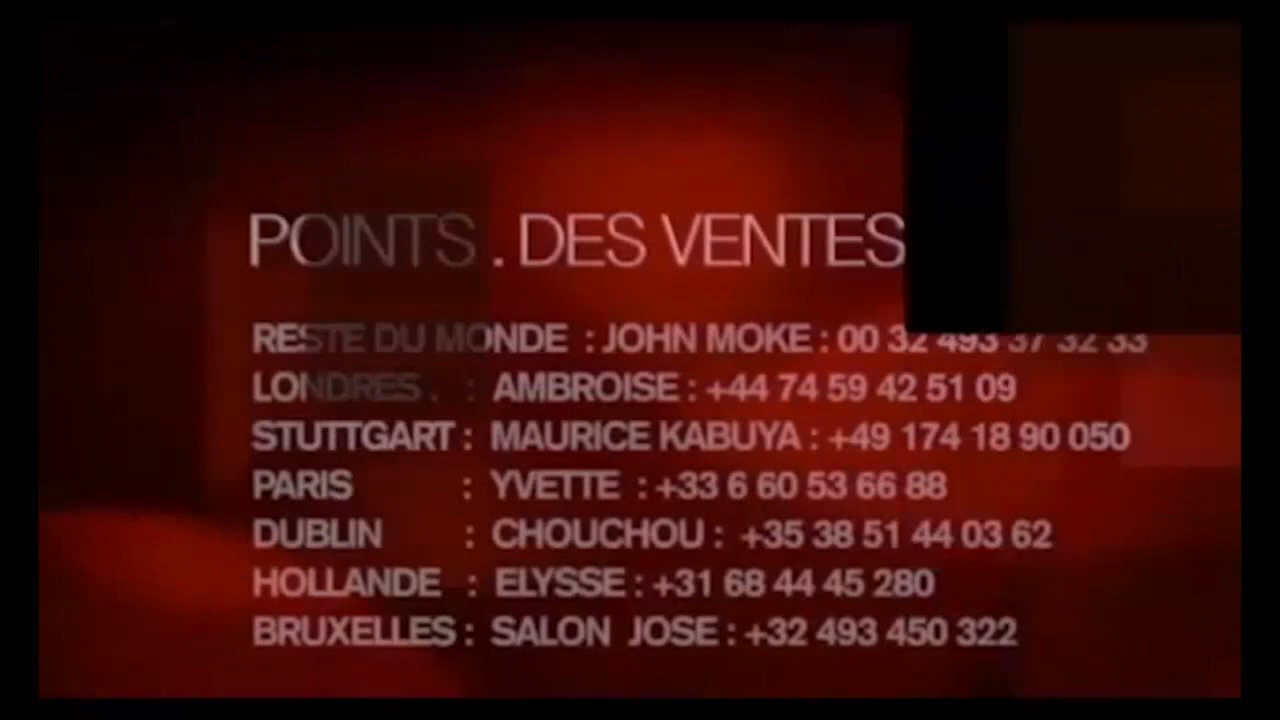 POINTS . DES VENTES
RESTE DU MONDE : JOHN MOKE : 00 32 493 37 32 33
LONDRES . : AMBROISE : +44 74 59 42 51 09
STUTTGART : MAURICE KABUYA : +49 174 18 90 050
PARIS : YVETTE : +33 6 60 53 66 88
DUBLIN : CHOUCHOU : +35 38 51 44 03 62
HOLLANDE : ELYSSE : +31 68 44 45 280
BRUXELLES : SALON JOSE : +32 493 450 322